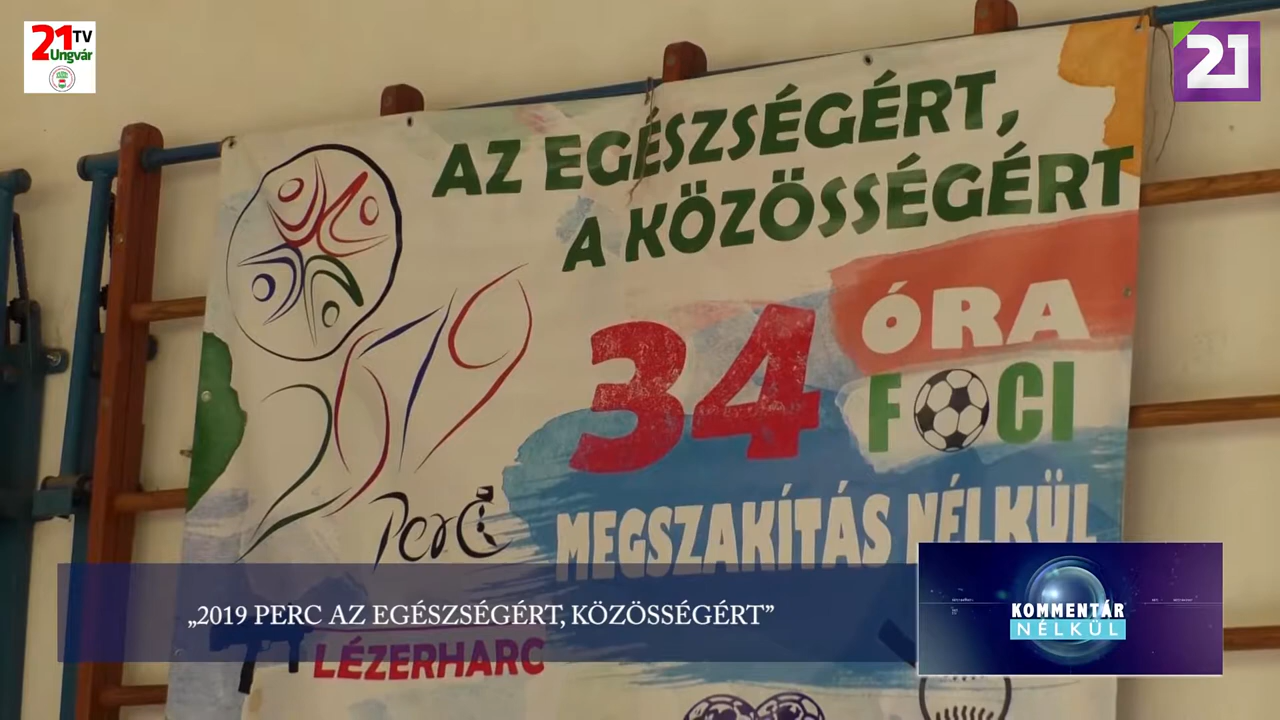 21 TV
Ungvár
21
AZ EGÉSZSÉGÉRT,
A KÖZÖSSÉGÉRT
2019
Perc
34 ÓRA
FOCI
MEGSZAKÍTÁS NÉLKÜL
„2019 PERC AZ EGÉSZSÉGÉRT, KÖZÖSSÉGÉRT”
KOMMENTÁR
NÉLKÜL
LÉZERHARC